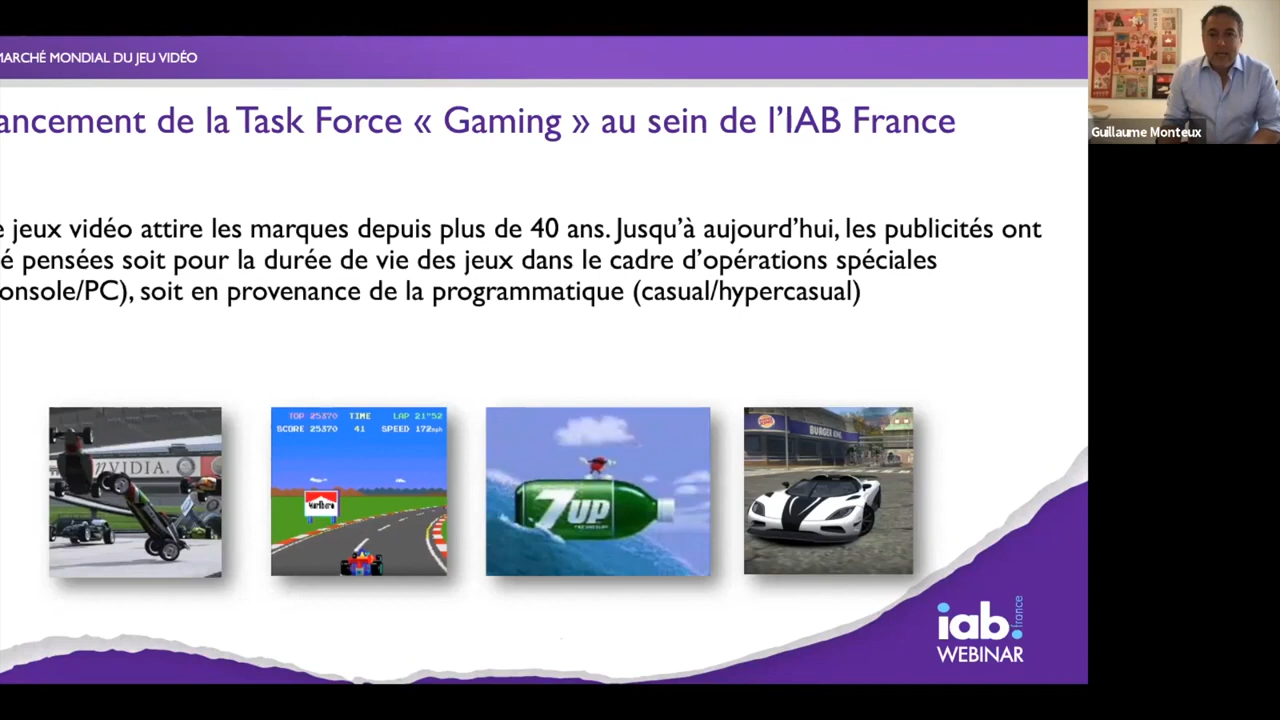 MARCHÉ MONDIAL DU JEU VIDÉO
ancement de la Task Force « Gaming » au sein de l'IAB France
e jeux vidéo attire les marques depuis plus de 40 ans. Jusqu'à aujourd'hui, les publicités ont
é pensées soit pour la durée de vie des jeux dans le cadre d'opérations spéciales
onsole/PC), soit en provenance de la programmatique (casual/hypercasual)
NVIDIA.
TOP 25370 TIME LAP 21"52
SCORE 25370 41 SPEED 172mph
Marlboro
7UP
BURGER KING
iab.
france
WEBINAR
Guillaume Monteux